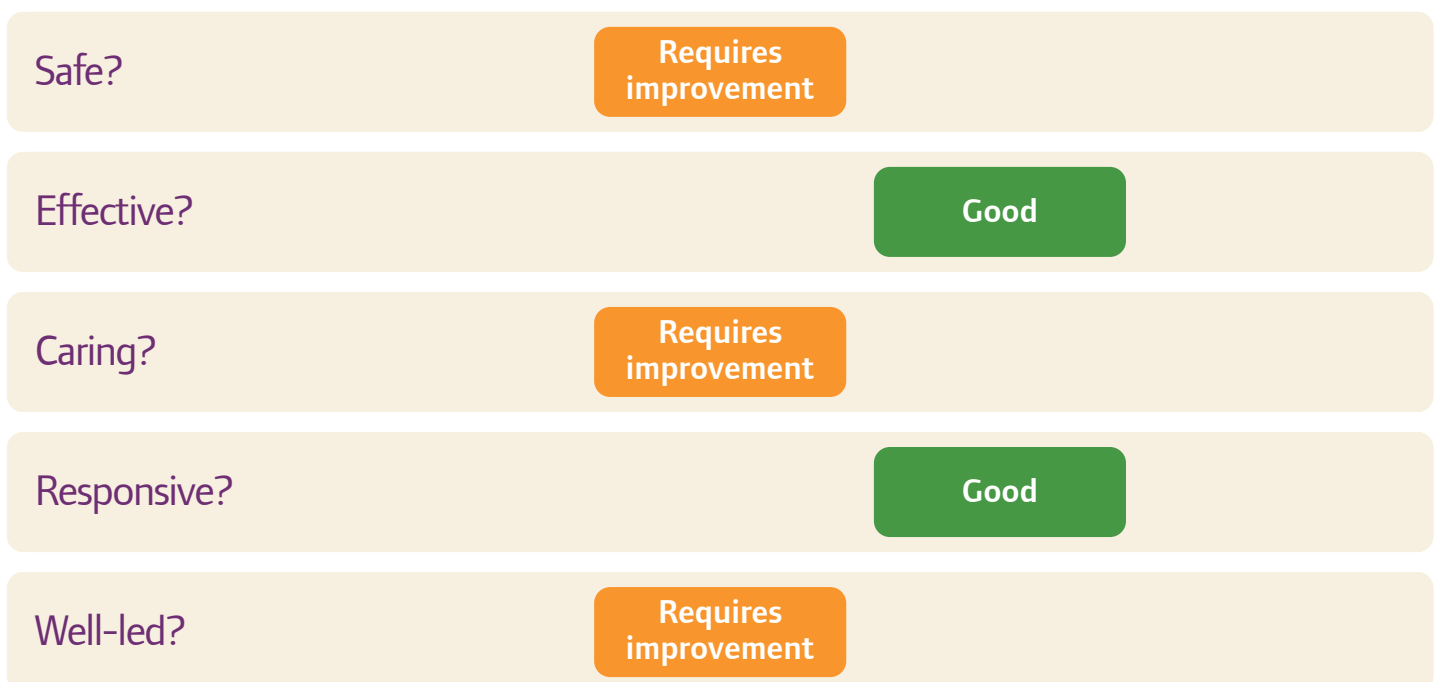 Safe?
Requires
improvement
Effective?
Good
Caring?
Requires
improvement
Responsive?
Good
Well-led?
Requires
improvement